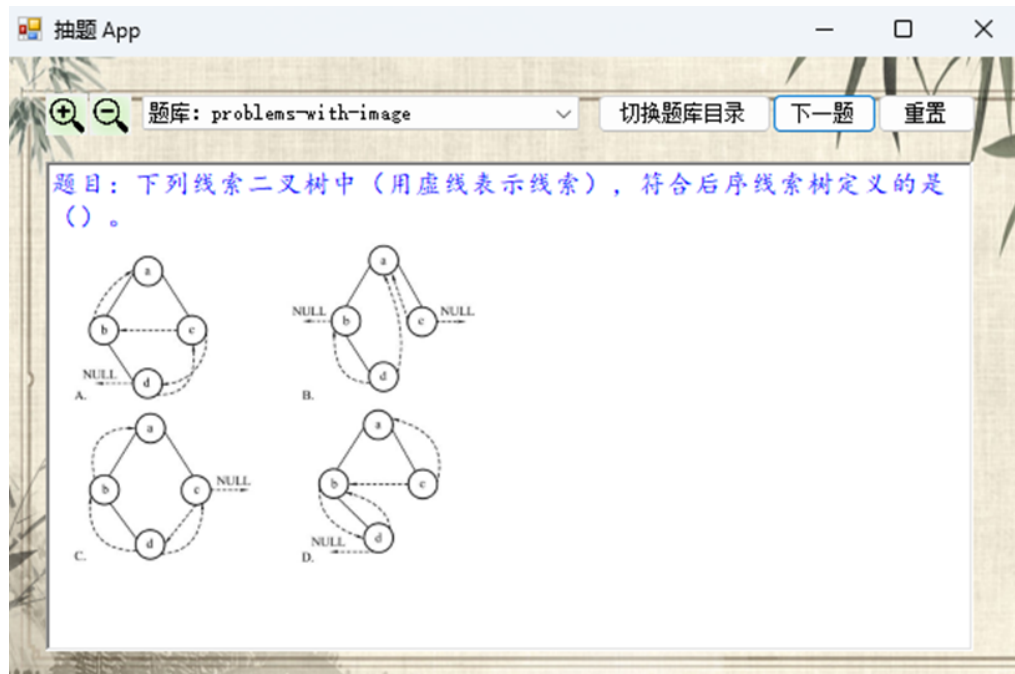 抽题 App
题库：problems-with-image
切换题库目录
下一题
重置
题目：下列线索二叉树中（用虚线表示线索），符合后序线索树定义的是
（）。
a
b
c
NULL
d
A.
a
NULL
b
c
NULL
d
B.
a
b
c
NULL
d
C.
a
b
c
NULL
d
D.